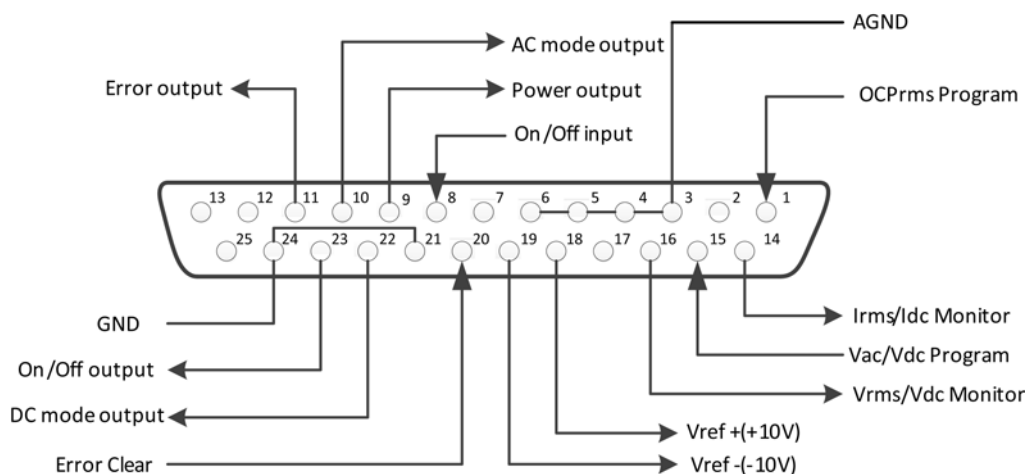 AGND
AC mode output
Error output
Power output
OCPrms Program
On/Off input
13 12 11 10 9 8 7 6 5 4 3 2 1
25 24 23 22 21 20 19 18 17 16 15 14
GND
Irms/Idc Monitor
On/Off output
Vac/Vdc Program
Vrms/Vdc Monitor
DC mode output
Vref +(+10V)
Error Clear
Vref -(-10V)